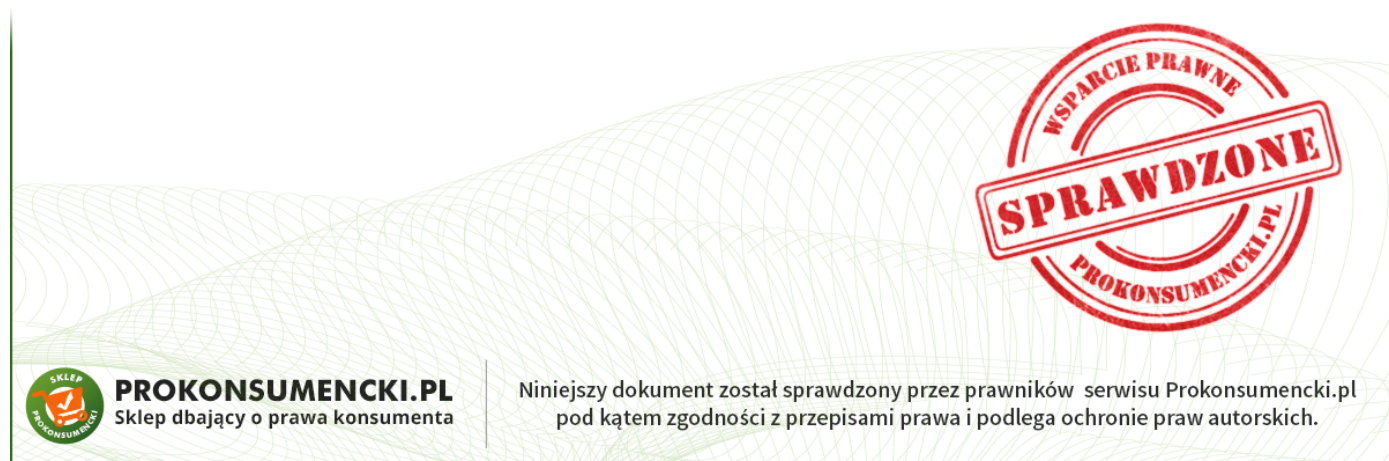 WSPARCIE PRAWNE
SPRAWDZONE
PROKONSUMENCKI.PL
SKLEP
PROKONSUMENCKI
PROKONSUMENCKI.PL
Sklep dbający o prawa konsumenta
Niniejszy dokument został sprawdzony przez prawników serwisu Prokonsumencki.pl
pod kątem zgodności z przepisami prawa i podlega ochronie praw autorskich.